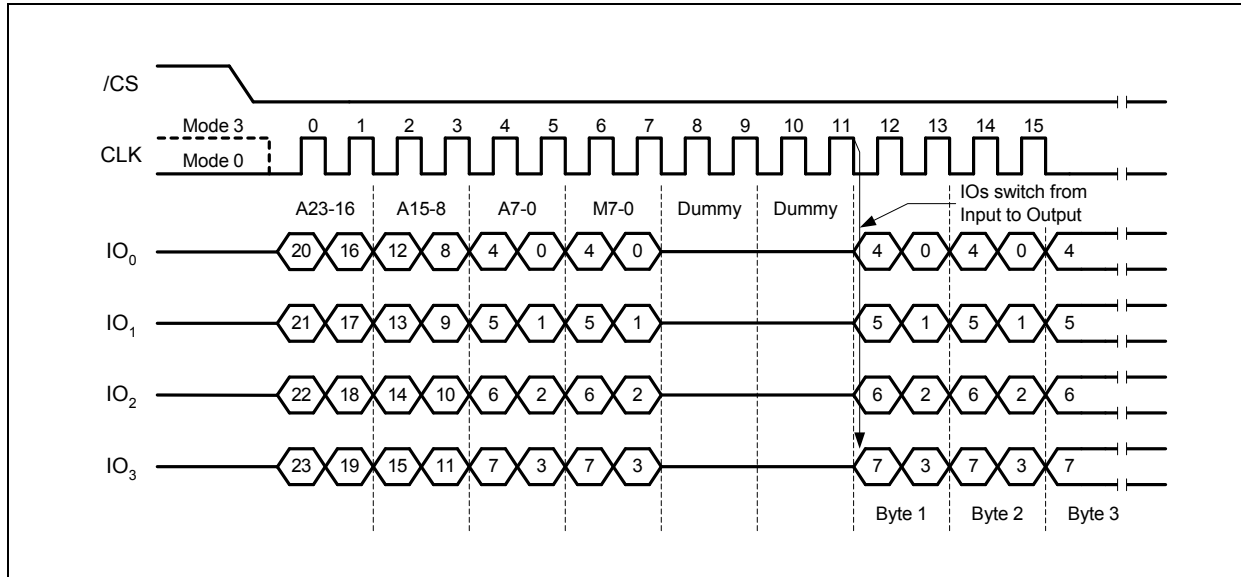 /CS
Mode 3 0 1 2 3 4 5 6 7 8 9 10 11 12 13 14 15
CLK
Mode 0
IOs switch from
Input to Output
A23-16 A15-8 A7-0 M7-0 Dummy Dummy
IO0 20 16 12 8 4 0 4 0 4 0 4 0 4
IO1 21 17 13 9 5 1 5 1 5 1 5 1 5
IO2 22 18 14 10 6 2 6 2 6 2 6 2 6
IO3 23 19 15 11 7 3 7 3 7 3 7 3 7
Byte 1 Byte 2 Byte 3